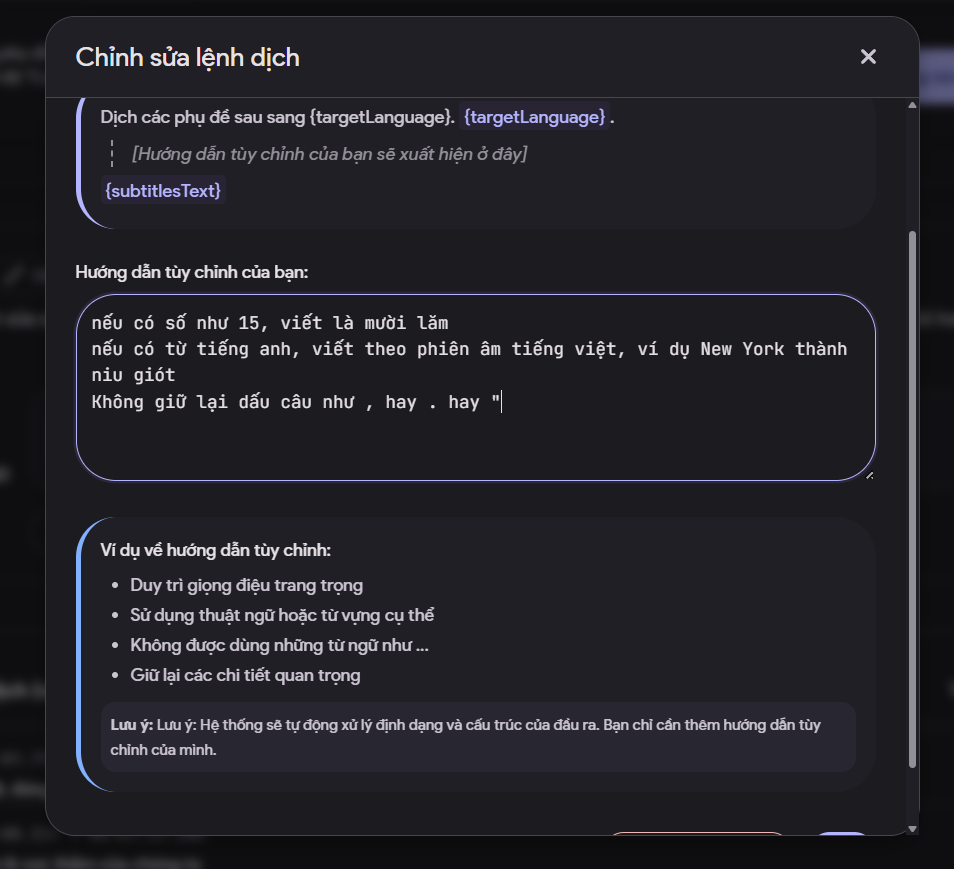 Chỉnh sửa lệnh dịch
Dịch các phụ đề sau sang {targetLanguage}. {targetLanguage} .
[Hướng dẫn tùy chỉnh của bạn sẽ xuất hiện ở đây]
{subtitlesText}
Hướng dẫn tùy chỉnh của bạn:
nếu có số như 15, viết là mười lăm
nếu có từ tiếng anh, viết theo phiên âm tiếng việt, ví dụ New York thành
niu giót
Không giữ lại dấu câu như , hay . hay "
Ví dụ về hướng dẫn tùy chỉnh:
• Duy trì giọng điệu trang trọng
• Sử dụng thuật ngữ hoặc từ vựng cụ thể
• Không được dùng những từ ngữ như ...
• Giữ lại các chi tiết quan trọng
Lưu ý: Lưu ý: Hệ thống sẽ tự động xử lý định dạng và cấu trúc của đầu ra. Bạn chỉ cần thêm hướng dẫn tùy
chỉnh của mình.